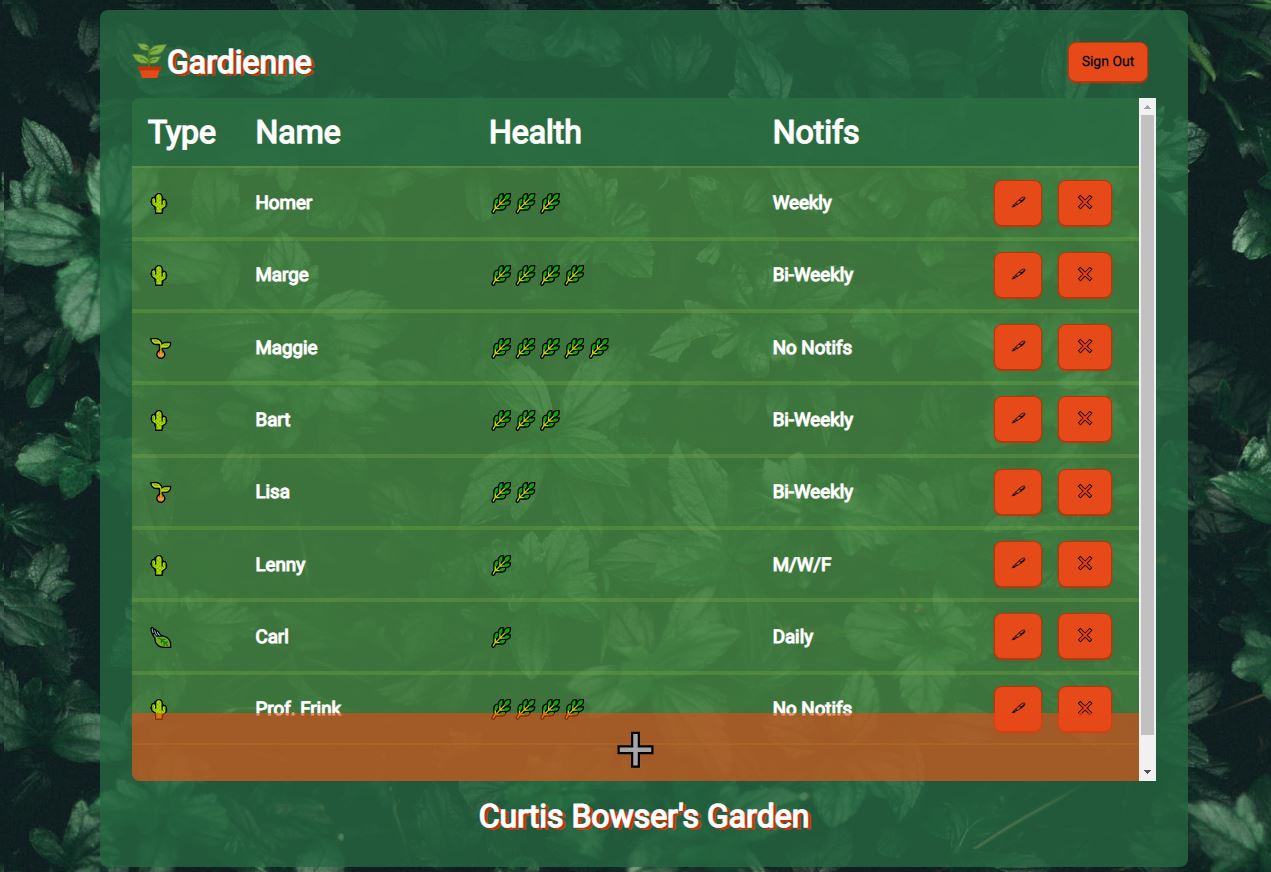 Gardienne
Sign Out
Type Name Health Notifs
Homer Weekly
Marge Bi-Weekly
Maggie No Notifs
Bart Bi-Weekly
Lisa Bi-Weekly
Lenny M/W/F
Carl Daily
Prof. Frink No Notifs
Curtis Bowser's Garden